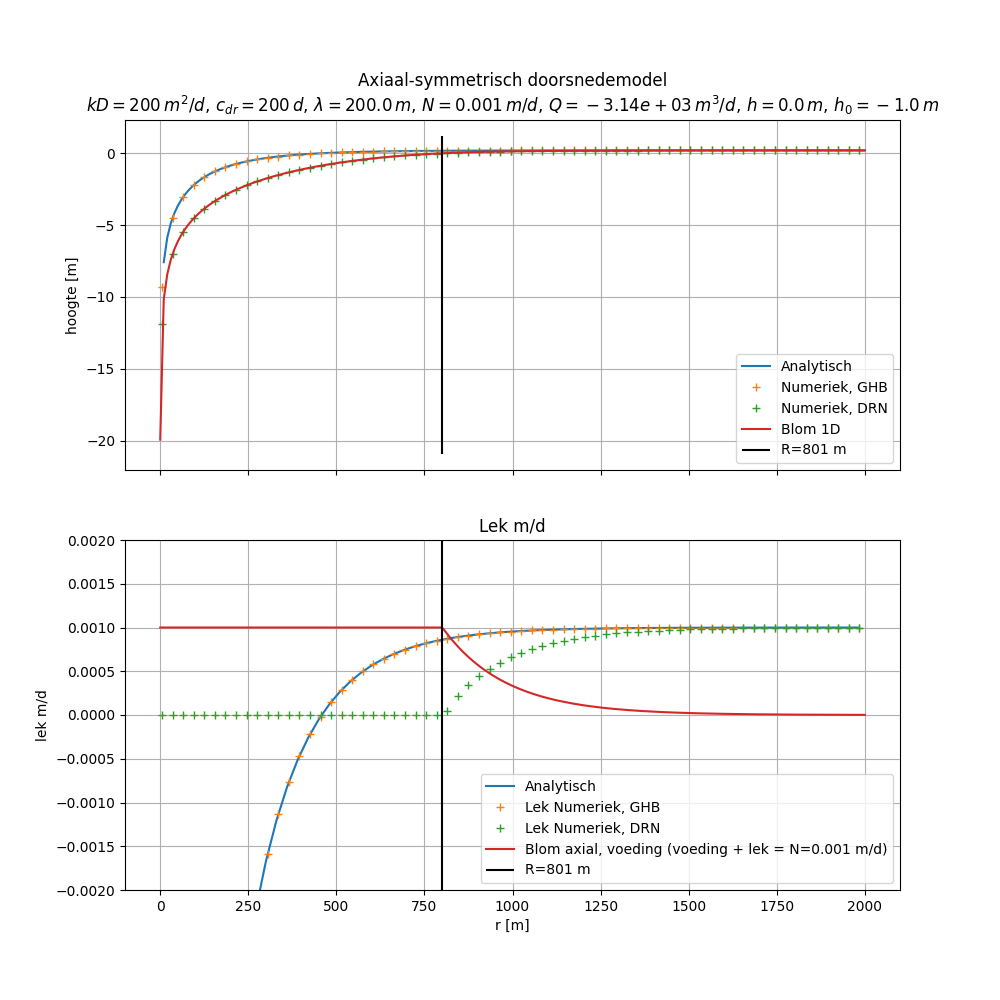 Axiaal-symmetrisch doorsnedemodel
kD = 200 m²/d, c_dr = 200 d, λ = 200.0 m, N = 0.001 m/d, Q = −3.14e + 03 m³/d, h = 0.0 m, h₀ = −1.0 m
0
−5
−10
−15
−20
hoogte [m]
Analytisch
Numeriek, GHB
Numeriek, DRN
Blom 1D
R=801 m
Lek m/d
0.0020
0.0015
0.0010
0.0005
0.0000
−0.0005
−0.0010
−0.0015
−0.0020
lek m/d
Analytisch
Lek Numeriek, GHB
Lek Numeriek, DRN
Blom axial, voeding (voeding + lek = N=0.001 m/d)
R=801 m
0 250 500 750 1000 1250 1500 1750 2000
r [m]